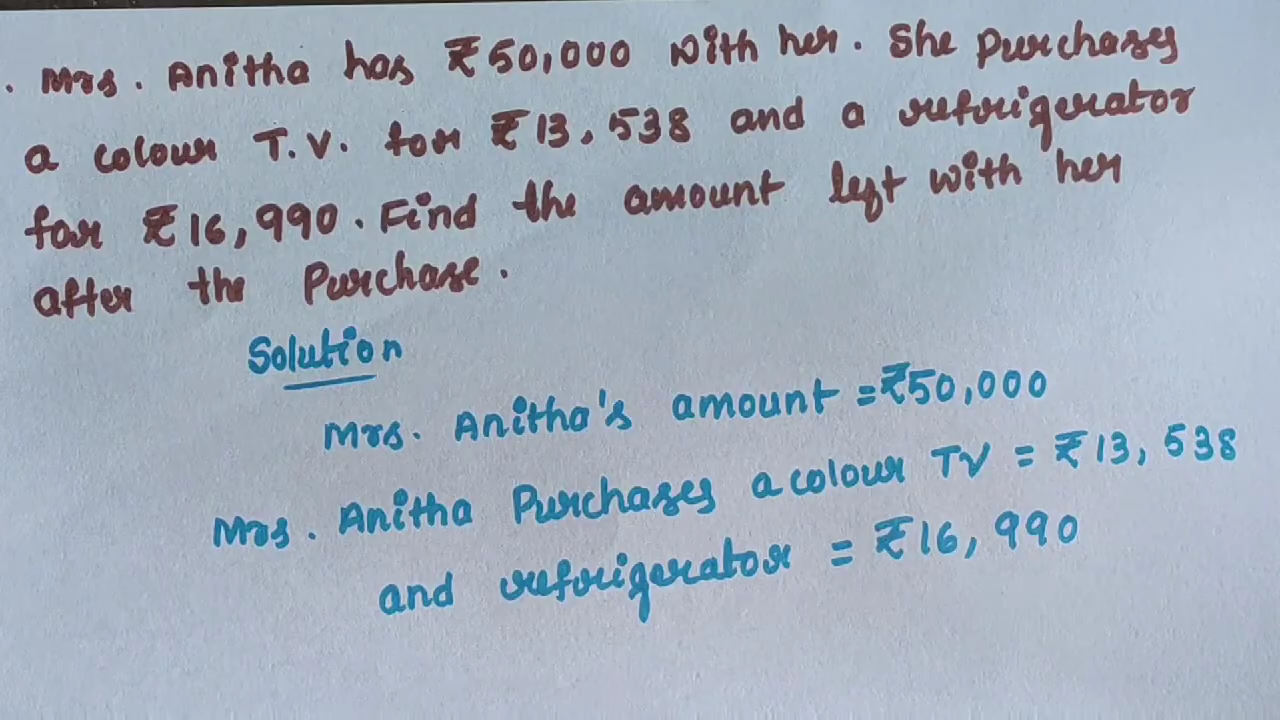 . Mrs. Anitha has ₹50,000 with her. She Purchases
a colour T.V. for ₹13,538 and a refrigerator
for ₹16,990. Find the amount left with her
after the Purchase.
Solution
Mrs. Anitha's amount = ₹50,000
Mrs. Anitha Purchases a colour TV = ₹13,538
and refrigerator = ₹16,990